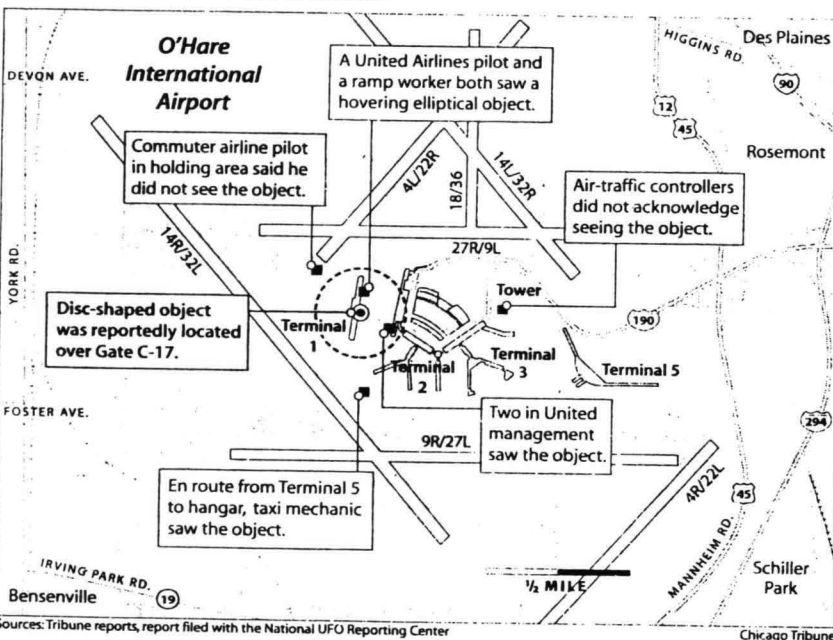 O'Hare
International
Airport
DEVON AVE.
A United Airlines pilot and
a ramp worker both saw a
hovering elliptical object.
HIGGINS RD.
Des Plaines
90
12
45
Rosemont
Commuter airline pilot
in holding area said he
did not see the object.
4L/22R
18/36
14L/32R
Air-traffic controllers
did not acknowledge
seeing the object.
14R/32L
27R/9L
YORK RD.
Disc-shaped object
was reportedly located
over Gate C-17.
Terminal
1
Tower
190
Terminal
2
Terminal
3
Terminal 5
FOSTER AVE.
9R/27L
Two in United
management
saw the object.
294
4R/22L
45
En route from Terminal 5
to hangar, taxi mechanic
saw the object.
MANNHEIM RD.
IRVING PARK RD.
19
Bensenville
1/2 MILE
Schiller
Park
Sources: Tribune reports, report filed with the National UFO Reporting Center
Chicago Tribune